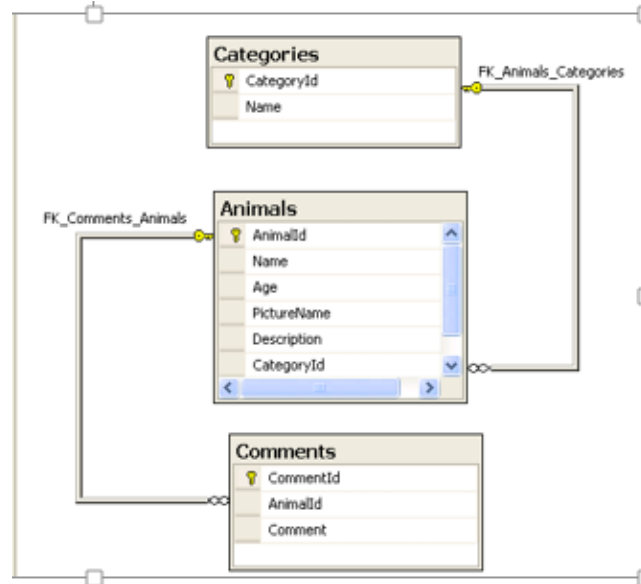 Categories
CategoryId
Name
FK_Animals_Categories
FK_Comments_Animals
Animals
AnimalId
Name
Age
PictureName
Description
CategoryId
Comments
CommentId
AnimalId
Comment